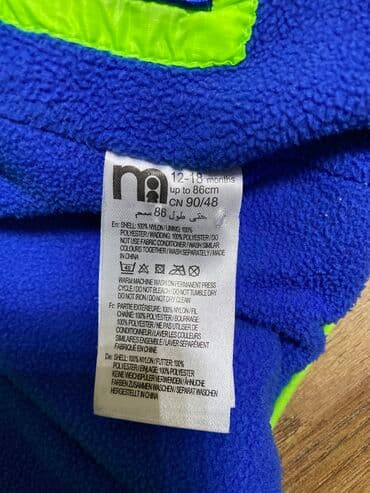 12-18 months
up to 86cm
CN 90/48
حتى طول 86 سم
En: SHELL: 100% NYLON / LINING: 100%
POLYESTER / WADDING: 100% POLYESTER / DO
NOT USE FABRIC CONDITIONER / WASH SIMILAR
COLOURS TOGETHER / WASH SEPARATELY / MADE
IN CHINA
40
WARM MACHINE WASH ON PERMANENT PRESS
CYCLE / DO NOT BLEACH / DO NOT TUMBLE DRY
DO NOT IRON / DO NOT DRY CLEAN
Fr: PARTIE EXTÉRIEURE: 100% NYLON / FIL
CHAINE: 100% POLYESTER / BOURRAGE:
100% POLYESTER / NE PAS UTILISER DE
CONDITIONNEUR / LAVER LES COULEURS
SIMILAIRE ENSEMBLE / LAVER SÉPARÉMENT
FABRIQUÉ EN CHINE
De: SHELL: 100% NYLON / FUTTER: 100%
POLYESTER / EINLAGE: 100% POLYESTER
KEINE WEICHSPÜLER VERWENDEN / ÄHNLICHE
FARBEN ZUSAMMEN WASCHEN / SEPARAT WASCHEN
HERGESTELLT IN CHINA